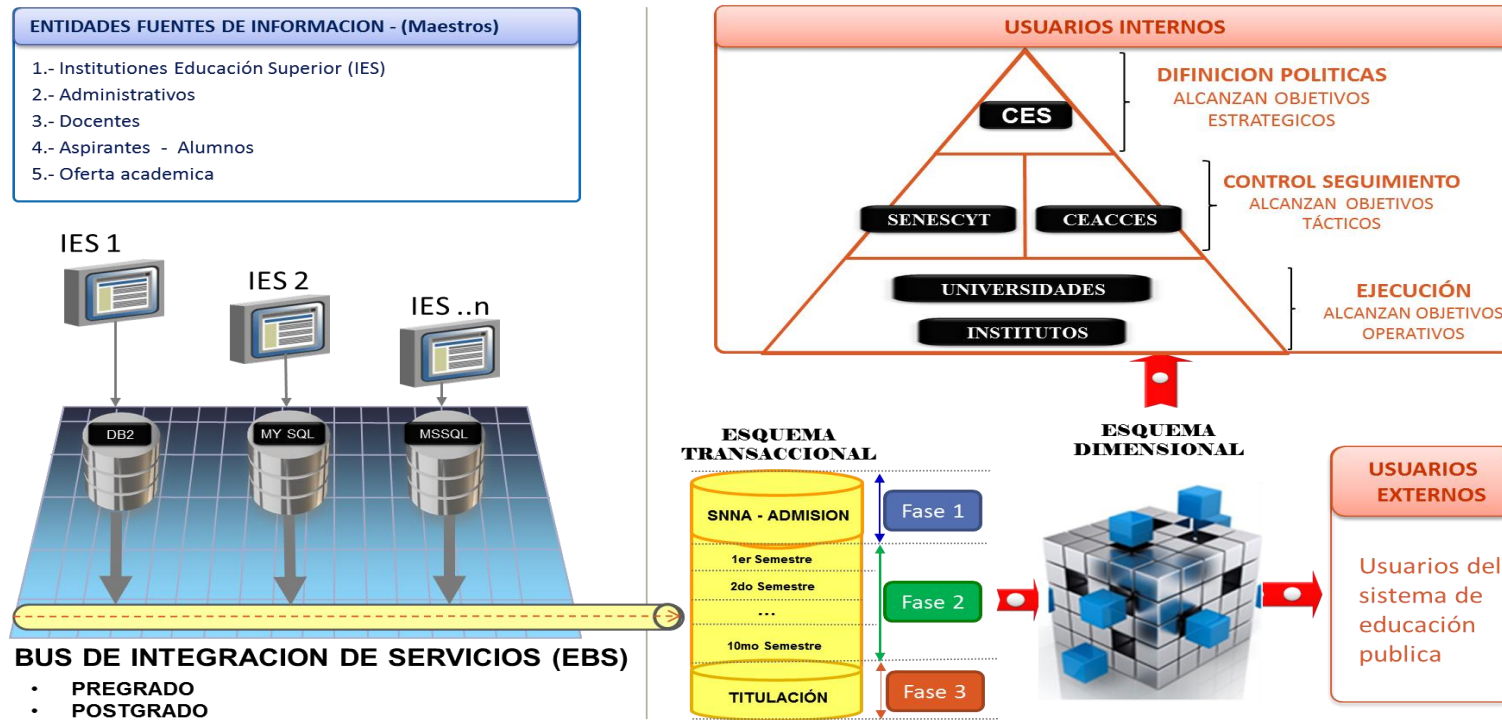 ENTIDADES FUENTES DE INFORMACION - (Maestros)
1.- Institutiones Educación Superior (IES)
2.- Administrativos
3.- Docentes
4.- Aspirantes - Alumnos
5.- Oferta academica
IES 1
IES 2
IES ..n
DB2
MY SQL
MSSQL
BUS DE INTEGRACION DE SERVICIOS (EBS)
• PREGRADO
• POSTGRADO
USUARIOS INTERNOS
CES
DIFINICION POLITICAS
ALCANZAN OBJETIVOS
ESTRATEGICOS
SENESCYT
CEACCES
CONTROL SEGUIMIENTO
ALCANZAN OBJETIVOS
TÁCTICOS
UNIVERSIDADES
INSTITUTOS
EJECUCIÓN
ALCANZAN OBJETIVOS
OPERATIVOS
ESQUEMA
TRANSACCIONAL
SNNA - ADMISION
1er Semestre
2do Semestre
...
10mo Semestre
TITULACIÓN
Fase 1
Fase 2
Fase 3
ESQUEMA
DIMENSIONAL
USUARIOS
EXTERNOS
Usuarios del
sistema de
educación
publica